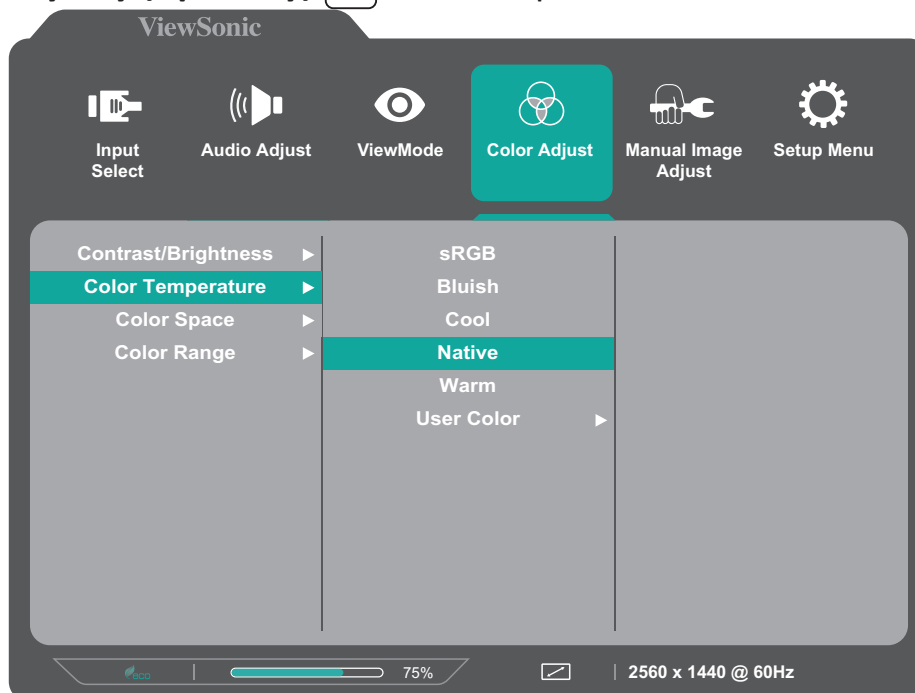 ViewSonic
Input Select
Audio Adjust
ViewMode
Color Adjust
Manual Image Adjust
Setup Menu
Contrast/Brightness
Color Temperature
Color Space
Color Range
sRGB
Bluish
Cool
Native
Warm
User Color
eco
75%
2560 x 1440 @ 60Hz